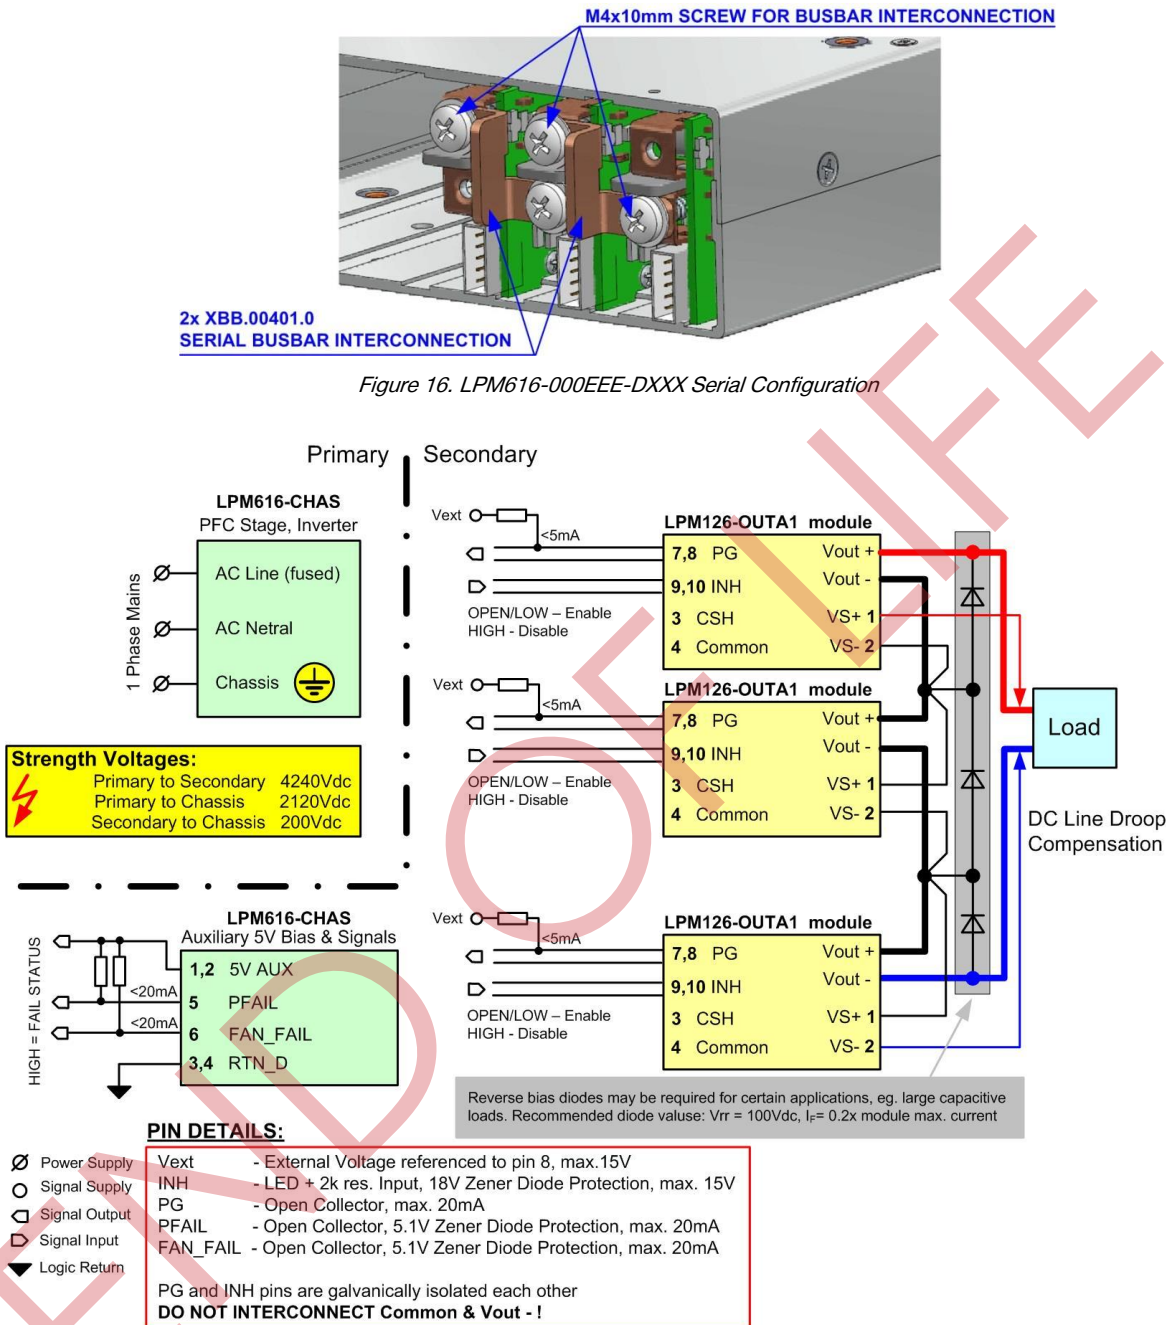 M4x10mm SCREW FOR BUSBAR INTERCONNECTION
2x XBB.00401.0
SERIAL BUSBAR INTERCONNECTION
Figure 16. LPM616-000EEE-DXXX Serial Configuration
Primary
Secondary
LPM616-CHAS
PFC Stage, Inverter
1 Phase Mains
AC Line (fused)
AC Netral
Chassis
Strength Voltages:
Primary to Secondary 4240Vdc
Primary to Chassis 2120Vdc
Secondary to Chassis 200Vdc
LPM616-CHAS
Auxiliary 5V Bias & Signals
HIGH = FAIL STATUS
<20mA
<20mA
1,2 5V AUX
5 PFAIL
6 FAN_FAIL
3,4 RTN_D
Vext
<5mA
OPEN/LOW – Enable
HIGH - Disable
LPM126-OUTA1 module
7,8 PG Vout +
9,10 INH Vout -
3 CSH VS+ 1
4 Common VS- 2
Vext
<5mA
OPEN/LOW – Enable
HIGH - Disable
LPM126-OUTA1 module
7,8 PG Vout +
9,10 INH Vout -
3 CSH VS+ 1
4 Common VS- 2
Vext
<5mA
OPEN/LOW – Enable
HIGH - Disable
LPM126-OUTA1 module
7,8 PG Vout +
9,10 INH Vout -
3 CSH VS+ 1
4 Common VS- 2
Load
DC Line Droop
Compensation
Reverse bias diodes may be required for certain applications, eg. large capacitive
loads. Recommended diode valuse: Vrr = 100Vdc, IF= 0.2x module max. current
PIN DETAILS:
Power Supply
Signal Supply
Signal Output
Signal Input
Logic Return
Vext - External Voltage referenced to pin 8, max.15V
INH - LED + 2k res. Input, 18V Zener Diode Protection, max. 15V
PG - Open Collector, max. 20mA
PFAIL - Open Collector, 5.1V Zener Diode Protection, max. 20mA
FAN_FAIL - Open Collector, 5.1V Zener Diode Protection, max. 20mA
PG and INH pins are galvanically isolated each other
DO NOT INTERCONNECT Common & Vout - !
END OF LIFE